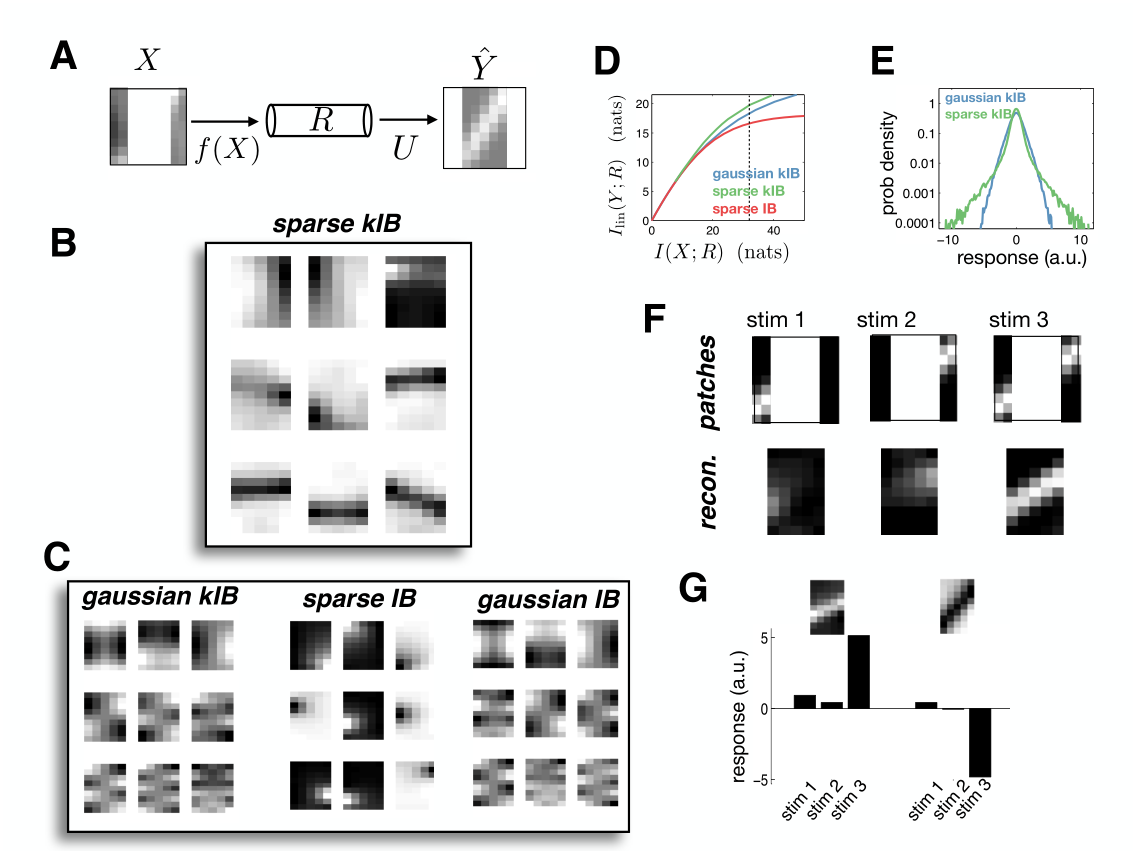 A
X
Ŷ
f(X)
R
U
B
sparse kIB
C
gaussian kIB
sparse IB
gaussian IB
D
I_lin(Y; R) (nats)
20
15
10
5
0
gaussian kIB
sparse kIB
sparse IB
0 20 40
I(X; R) (nats)
E
prob density
1
0.1
0.01
0.001
0.0001
gaussian kIB
sparse kIB
−10 0 10
response (a.u.)
F
stim 1 stim 2 stim 3
patches
recon.
G
response (a.u.)
5
0
−5
stim 1
stim 2
stim 3
stim 1
stim 2
stim 3